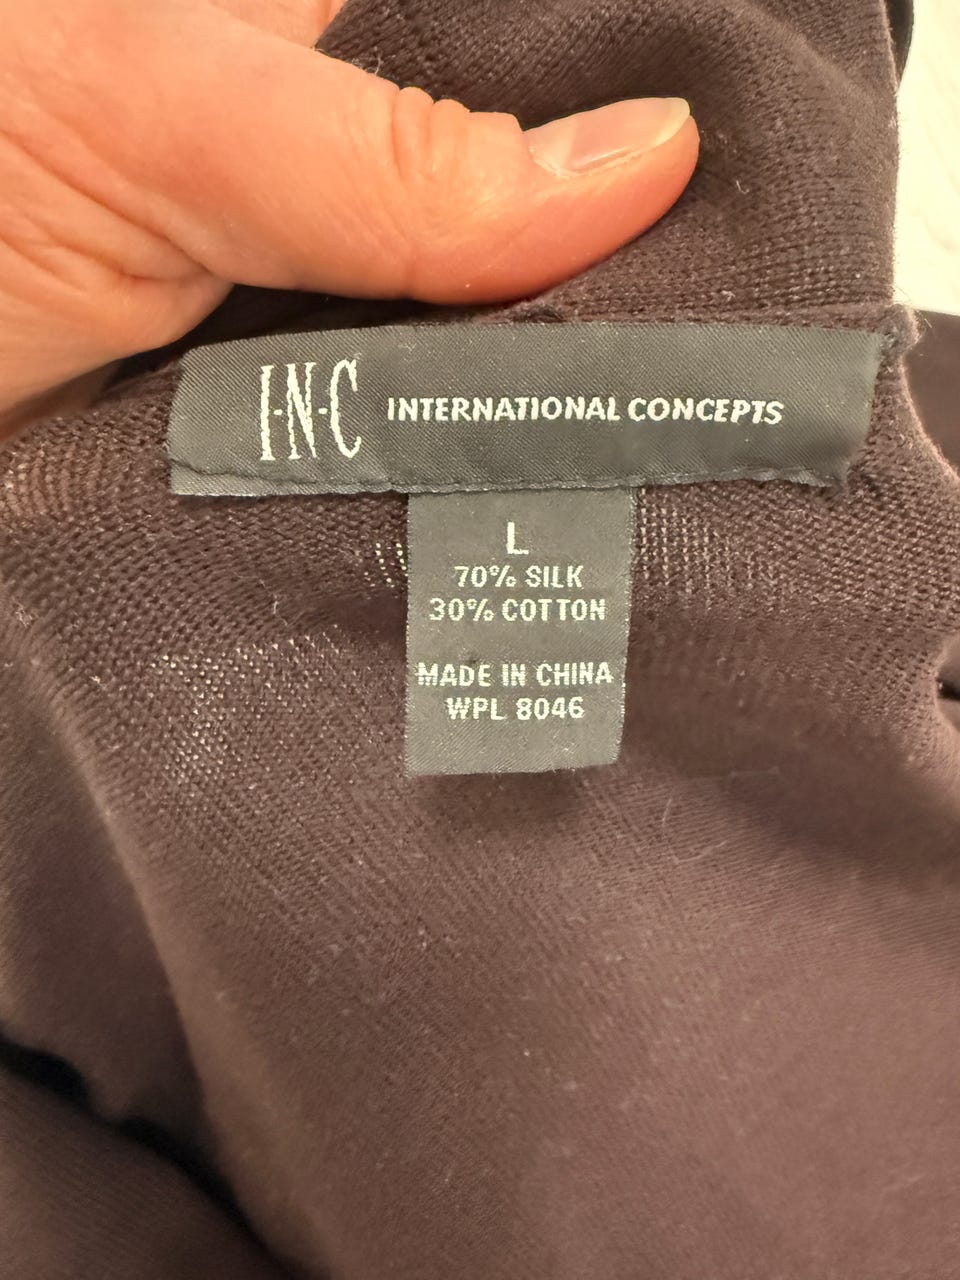 I·N·C INTERNATIONAL CONCEPTS
L
70% SILK
30% COTTON
MADE IN CHINA
WPL 8046